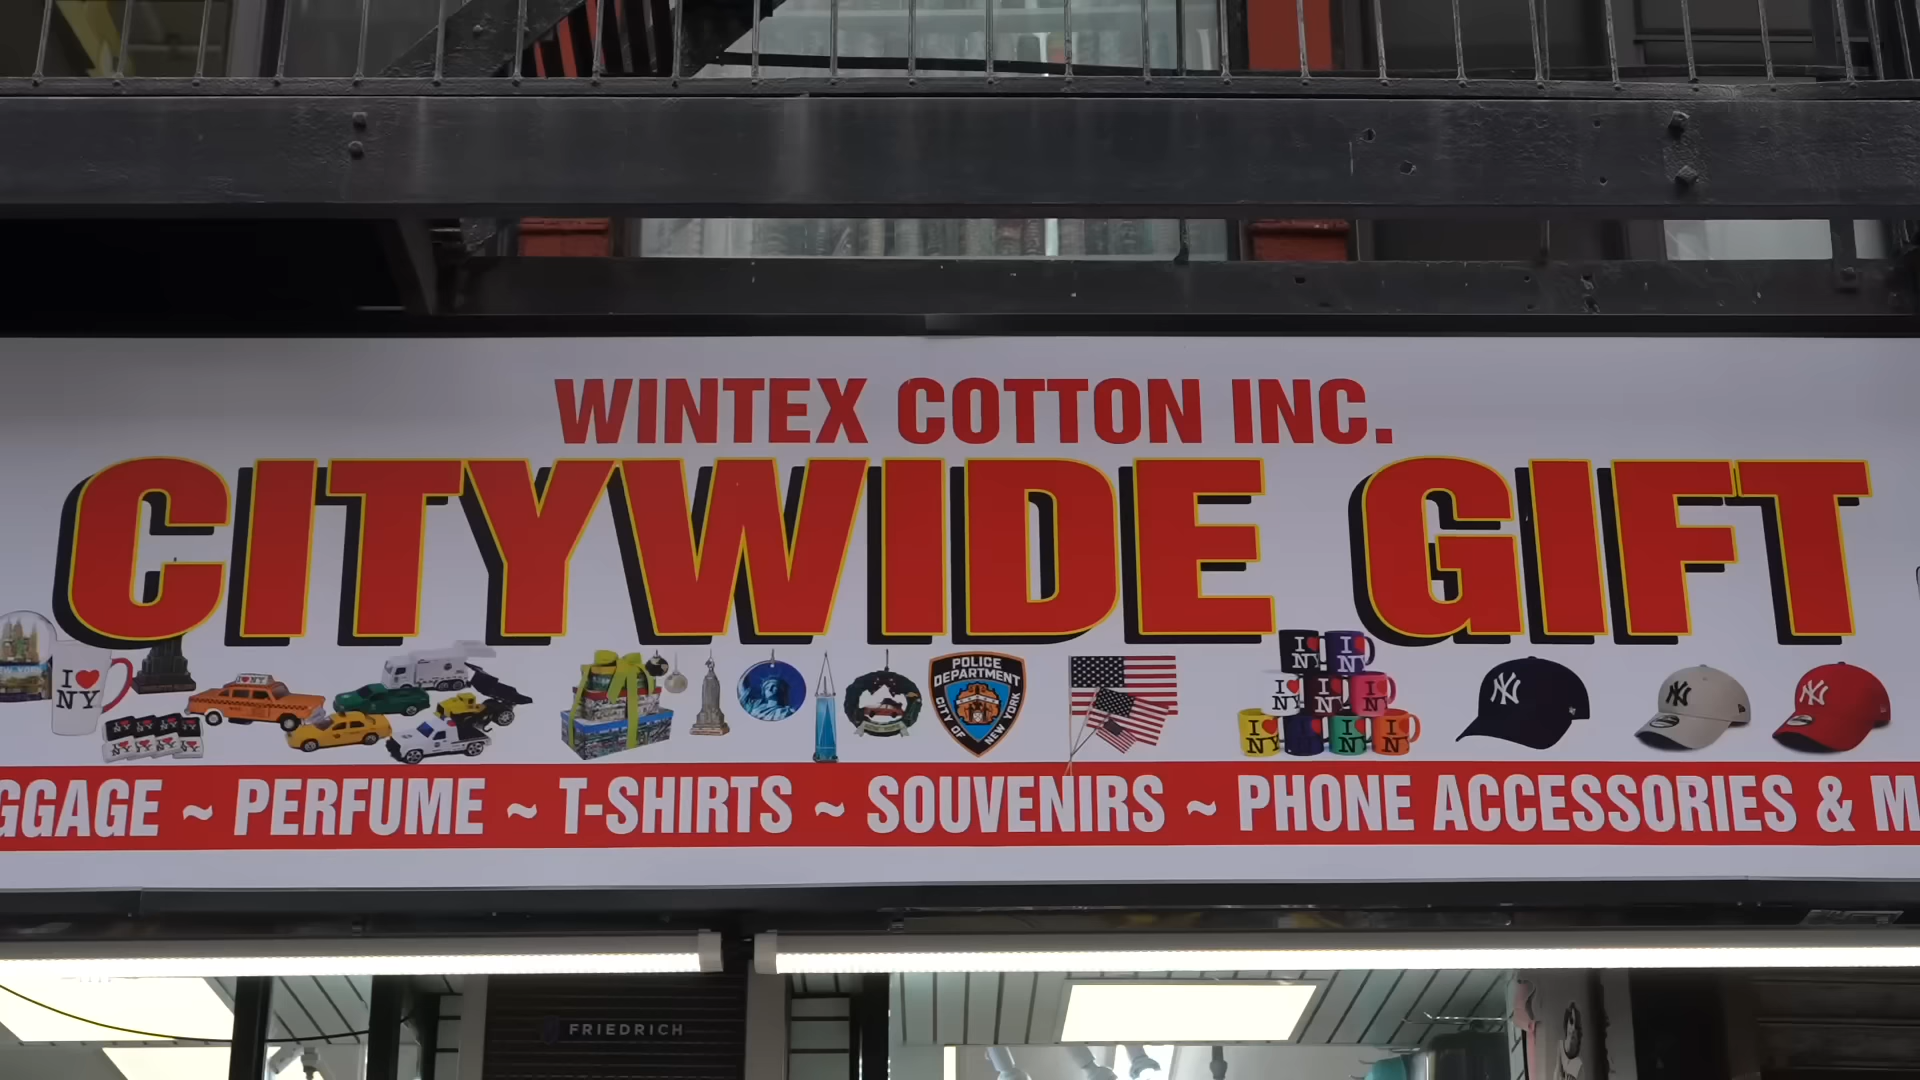 WINTEX COTTON INC.
CITYWIDE GIFT
I ♥ NY
POLICE DEPARTMENT
CITY OF NEW YORK
GGAGE ~ PERFUME ~ T-SHIRTS ~ SOUVENIRS ~ PHONE ACCESSORIES & M
FRIEDRICH